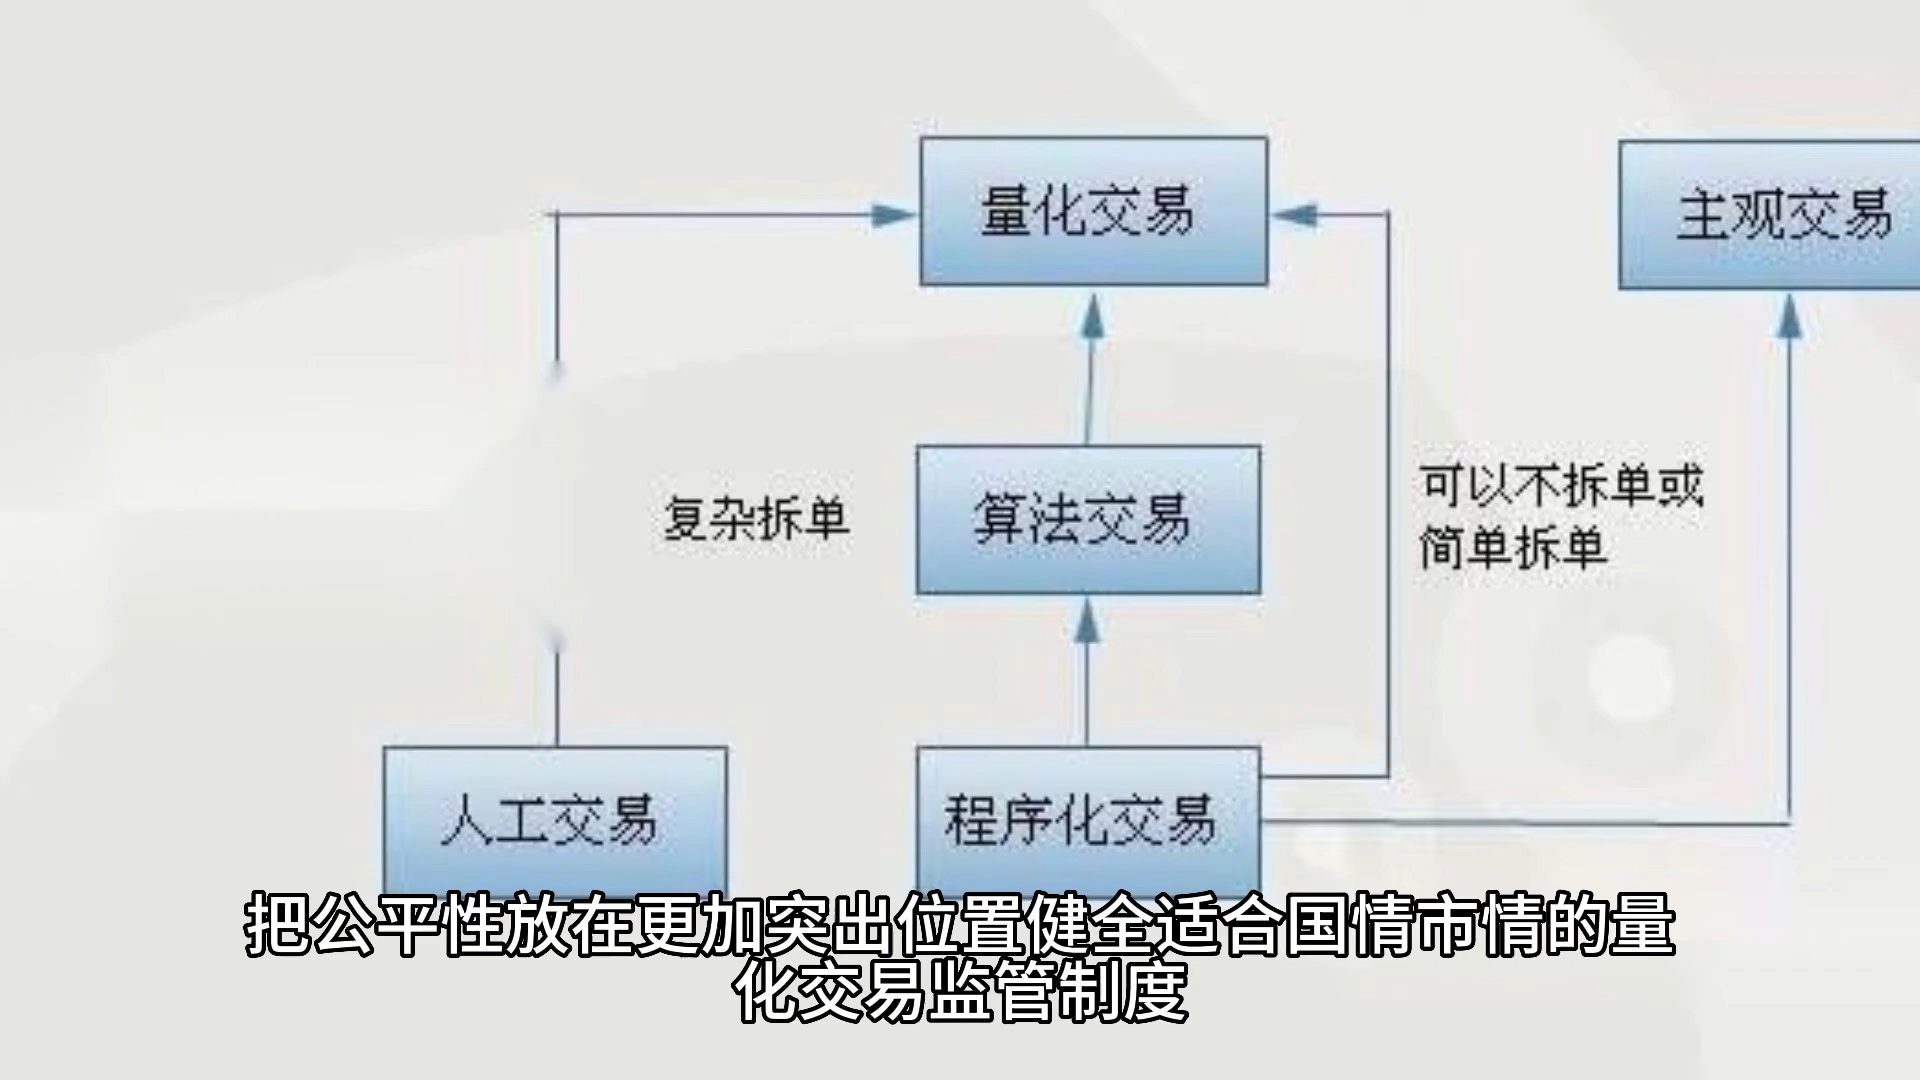 量化交易
主观交易
复杂拆单
算法交易
可以不拆单或
简单拆单
人工交易
程序化交易
把公平性放在更加突出位置健全适合国情市情的量
化交易监管制度